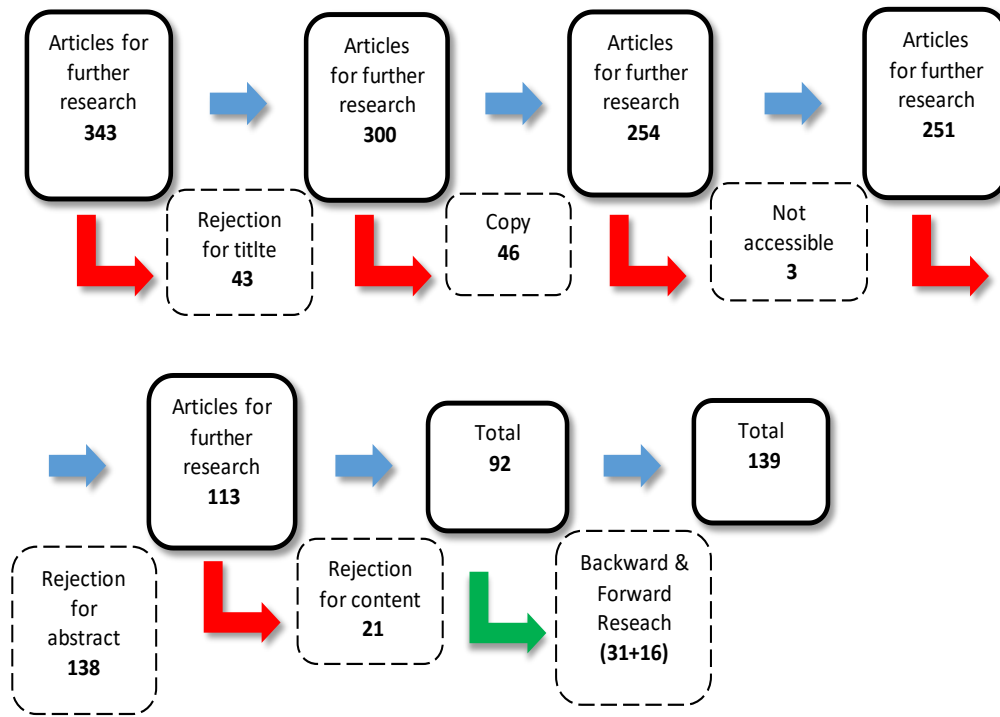 Articles for
further
research
343
Articles
for further
research
300
Articles
for further
research
254
Articles
for further
research
251
Rejection
for titlte
43
Copy
46
Not
accessible
3
Articles for
further
research
113
Total
92
Total
139
Rejection
for
abstract
138
Rejection
for content
21
Backward &
Forward
Reseach
(31+16)